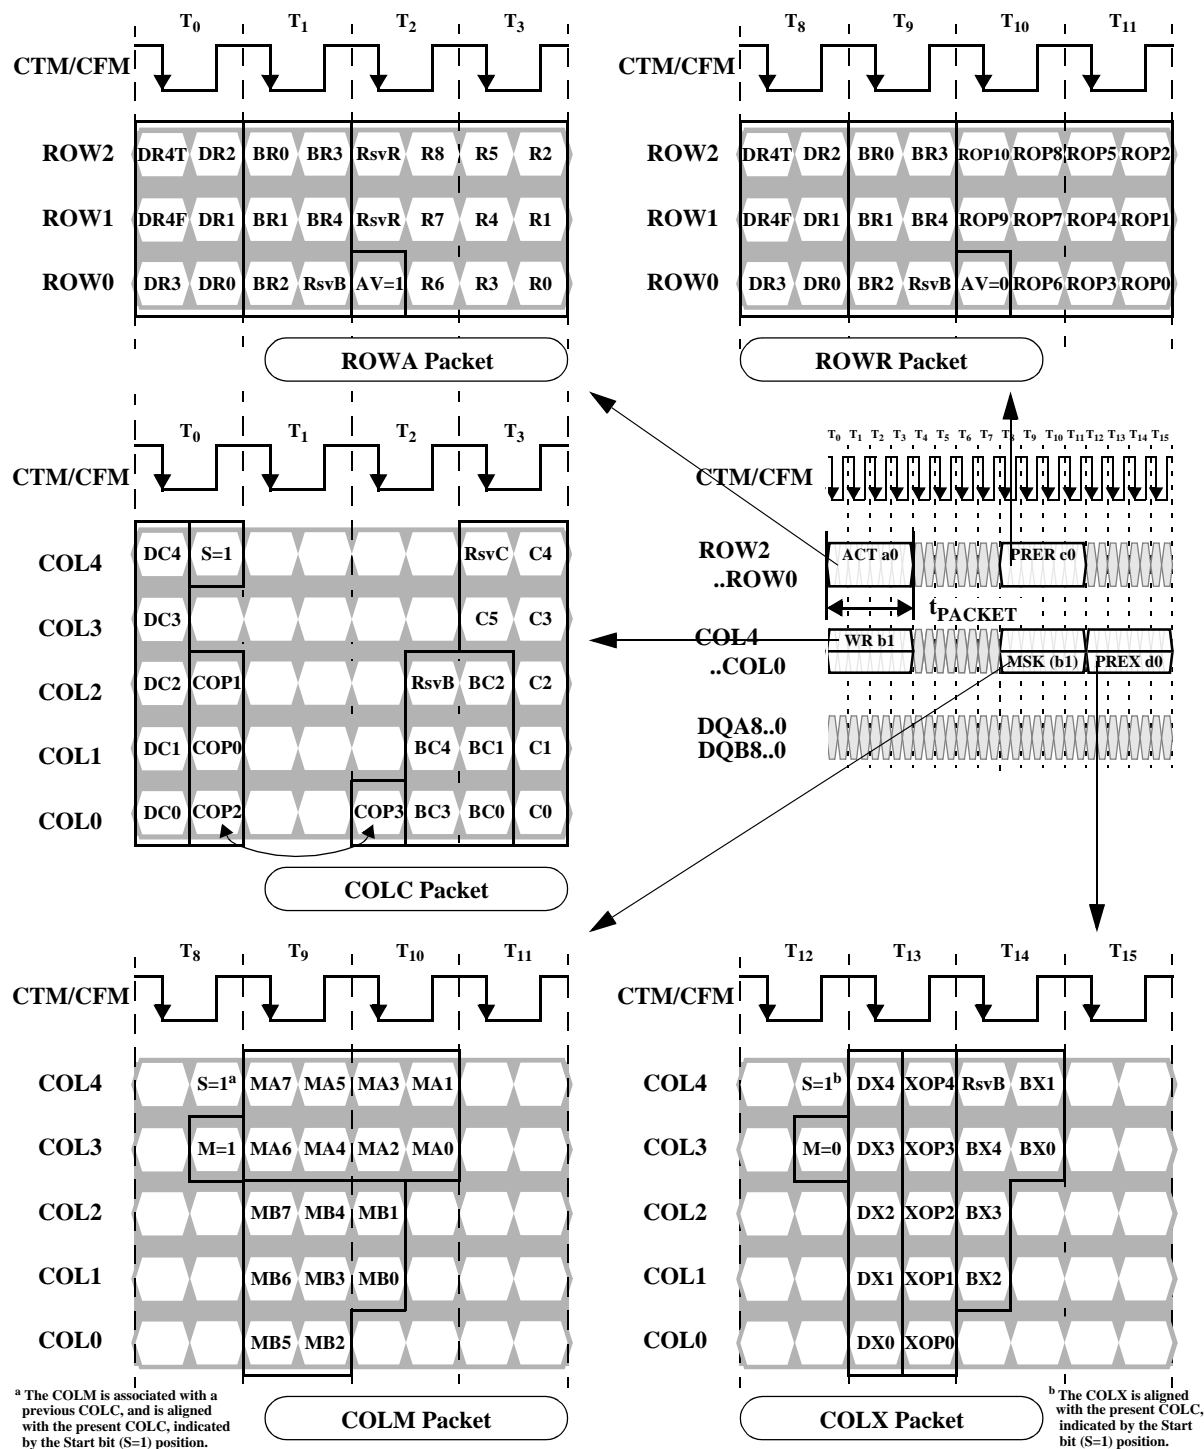 T0 T1 T2 T3
CTM/CFM
ROW2 DR4T DR2 BR0 BR3 RsvR R8 R5 R2
ROW1 DR4F DR1 BR1 BR4 RsvR R7 R4 R1
ROW0 DR3 DR0 BR2 RsvB AV=1 R6 R3 R0
ROWA Packet
T8 T9 T10 T11
CTM/CFM
ROW2 DR4T DR2 BR0 BR3 ROP10 ROP8 ROP5 ROP2
ROW1 DR4F DR1 BR1 BR4 ROP9 ROP7 ROP4 ROP1
ROW0 DR3 DR0 BR2 RsvB AV=0 ROP6 ROP3 ROP0
ROWR Packet
T0 T1 T2 T3
CTM/CFM
COL4 DC4 S=1 RsvC C4
COL3 DC3 C5 C3
COL2 DC2 COP1 RsvB BC2 C2
COL1 DC1 COP0 BC4 BC1 C1
COL0 DC0 COP2 COP3 BC3 BC0 C0
COLC Packet
T0 T1 T2 T3 T4 T5 T6 T7 T8 T9 T10 T11 T12 T13 T14 T15
CTM/CFM
ROW2 ACT a0 PRER c0
..ROW0
tPACKET
COL4 WR b1
..COL0 MSK (b1) PREX d0
DQA8..0
DQB8..0
T8 T9 T10 T11
CTM/CFM
COL4 S=1a MA7 MA5 MA3 MA1
COL3 M=1 MA6 MA4 MA2 MA0
COL2 MB7 MB4 MB1
COL1 MB6 MB3 MB0
COL0 MB5 MB2
a The COLM is associated with a
previous COLC, and is aligned
with the present COLC, indicated
by the Start bit (S=1) position.
COLM Packet
T12 T13 T14 T15
CTM/CFM
COL4 S=1b DX4 XOP4 RsvB BX1
COL3 M=0 DX3 XOP3 BX4 BX0
COL2 DX2 XOP2 BX3
COL1 DX1 XOP1 BX2
COL0 DX0 XOP0
COLX Packet
b The COLX is aligned
with the present COLC,
indicated by the Start
bit (S=1) position.